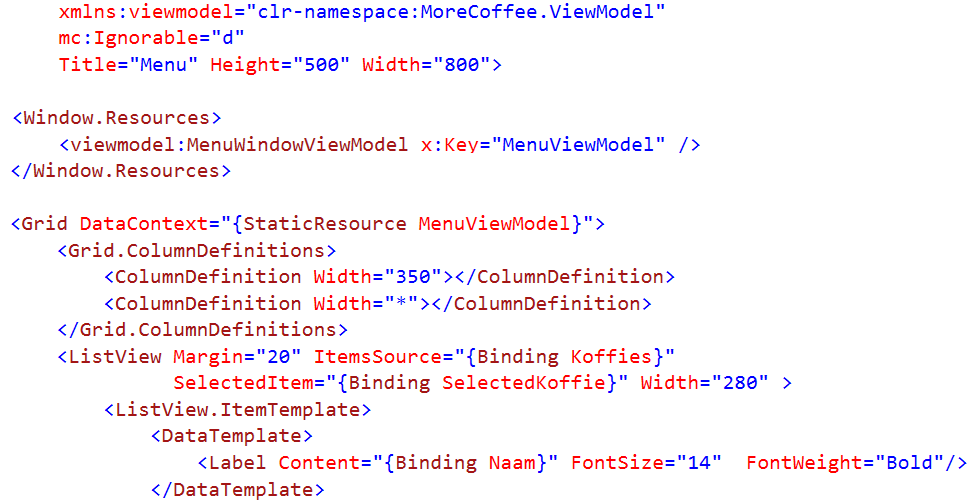 xmlns:viewmodel="clr-namespace:MoreCoffee.ViewModel"
mc:Ignorable="d"
Title="Menu" Height="500" Width="800">
<Window.Resources>
<viewmodel:MenuWindowViewModel x:Key="MenuViewModel" />
</Window.Resources>
<Grid DataContext="{StaticResource MenuViewModel}">
<Grid.ColumnDefinitions>
<ColumnDefinition Width="350"></ColumnDefinition>
<ColumnDefinition Width="*"></ColumnDefinition>
</Grid.ColumnDefinitions>
<ListView Margin="20" ItemsSource="{Binding Koffies}"
SelectedItem="{Binding SelectedKoffie}" Width="280" >
<ListView.ItemTemplate>
<DataTemplate>
<Label Content="{Binding Naam}" FontSize="14"  FontWeight="Bold"/>
</DataTemplate>